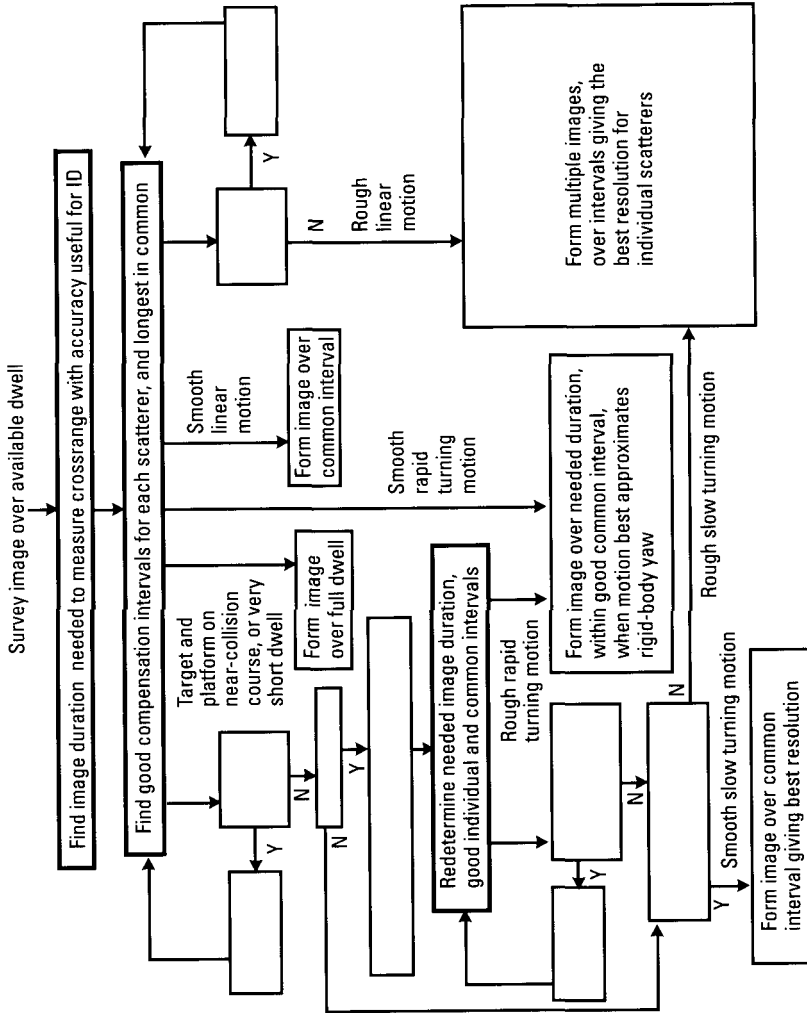 Survey image over available dwell
Find image duration needed to measure crossrange with accuracy useful for ID
Find good compensation intervals for each scatterer, and longest in common
Target and
platform on
near-collision
course, or very
short dwell
Smooth
linear
motion
Y
N
Y
N
Y
N
Form image
over full dwell
Form image over
common interval
Rough
linear
motion
Smooth
rapid
turning
motion
Redetermine needed image duration,
good individual and common intervals
Rough rapid
turning motion
Y
N
Form image over needed duration,
within good common interval,
when motion best approximates
rigid-body yaw
Form multiple images,
over intervals giving the
best resolution for
individual scatterers
N
Rough slow turning motion
Y
Smooth slow turning motion
Form image over common
interval giving best resolution